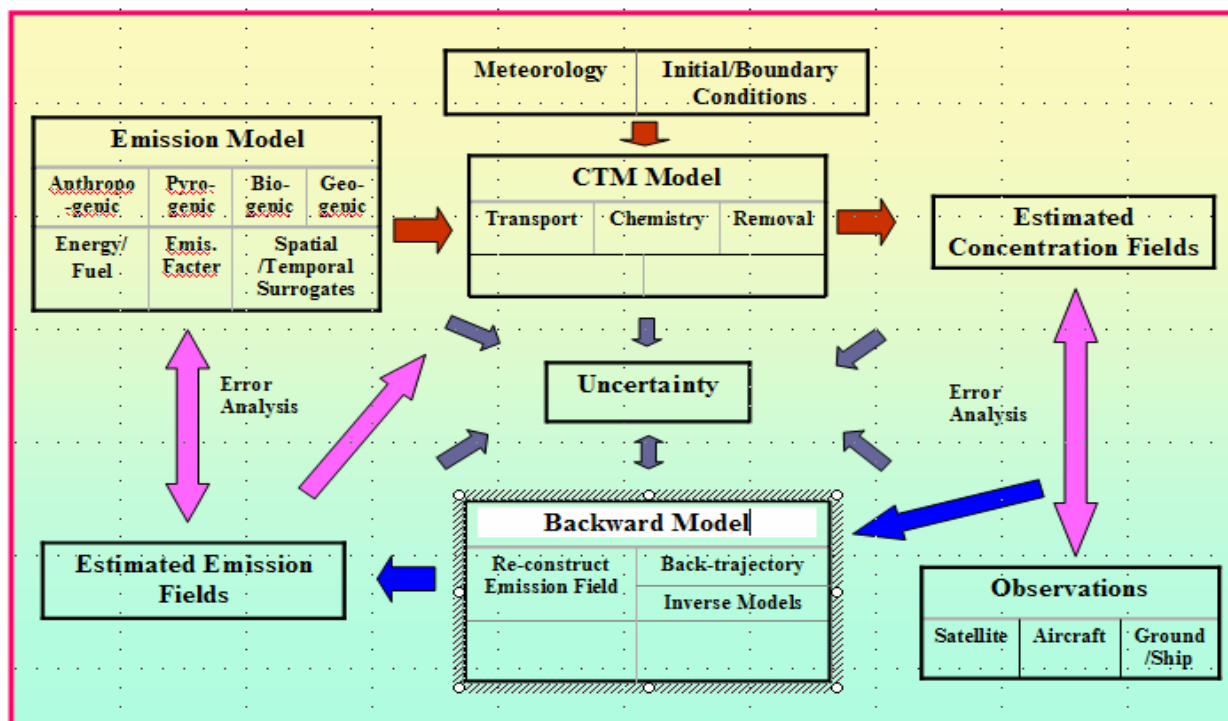 Meteorology
Initial/Boundary
Conditions
Emission Model
Anthropo
-genic
Pyro-
genic
Bio-
genic
Geo-
genic
Energy/
Fuel
Emis.
Facter
Spatial
/Temporal
Surrogates
CTM Model
Transport
Chemistry
Removal
Estimated
Concentration Fields
Uncertainty
Error
Analysis
Error
Analysis
Estimated Emission
Fields
Backward Model
Re-construct
Emission Field
Back-trajectory
Inverse Models
Observations
Satellite
Aircraft
Ground
/Ship